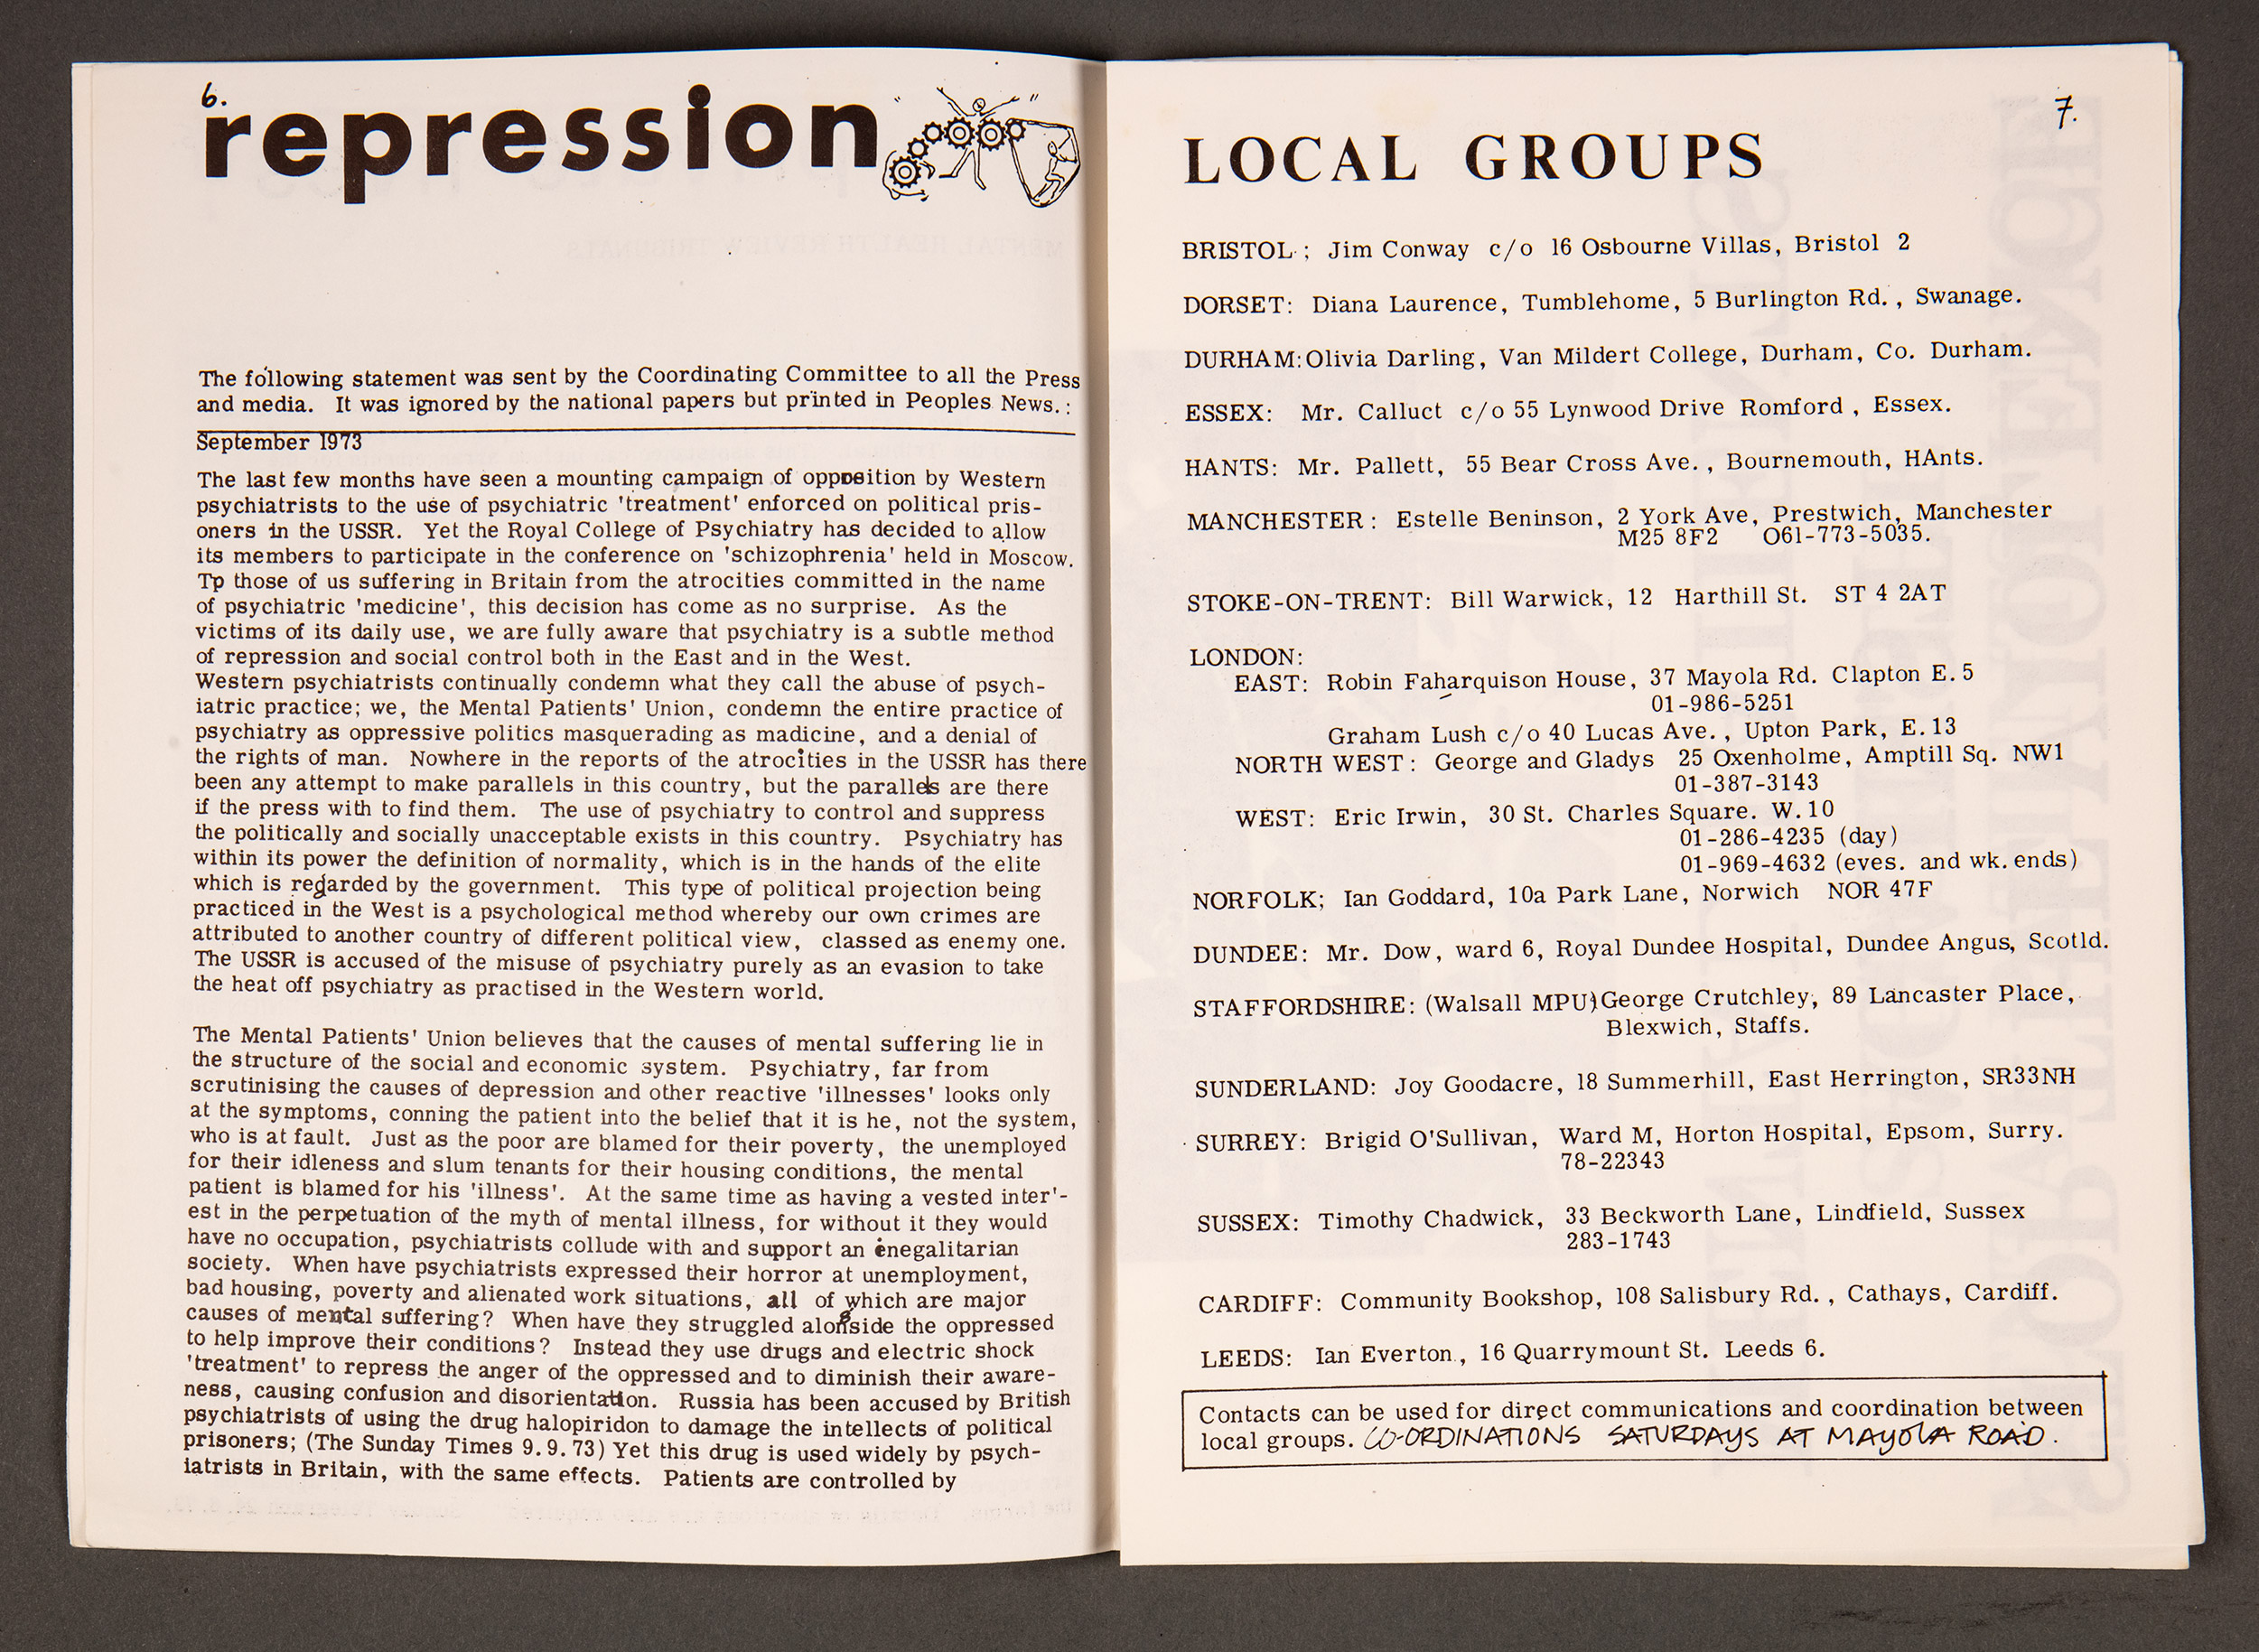 6.
repression
The following statement was sent by the Coordinating Committee to all the Press
and media. It was ignored by the national papers but printed in Peoples News. :
September 1973
The last few months have seen a mounting campaign of opposition by Western
psychiatrists to the use of psychiatric 'treatment' enforced on political pris-
oners in the USSR. Yet the Royal College of Psychiatry has decided to allow
its members to participate in the conference on 'schizophrenia' held in Moscow.
Tp those of us suffering in Britain from the atrocities committed in the name
of psychiatric 'medicine', this decision has come as no surprise. As the
victims of its daily use, we are fully aware that psychiatry is a subtle method
of repression and social control both in the East and in the West.
Western psychiatrists continually condemn what they call the abuse of psych-
iatric practice; we, the Mental Patients' Union, condemn the entire practice of
psychiatry as oppressive politics masquerading as madicine, and a denial of
the rights of man. Nowhere in the reports of the atrocities in the USSR has there
been any attempt to make parallels in this country, but the parallels are there
if the press with to find them. The use of psychiatry to control and suppress
the politically and socially unacceptable exists in this country. Psychiatry has
within its power the definition of normality, which is in the hands of the elite
which is regarded by the government. This type of political projection being
practiced in the West is a psychological method whereby our own crimes are
attributed to another country of different political view, classed as enemy one.
The USSR is accused of the misuse of psychiatry purely as an evasion to take
the heat off psychiatry as practised in the Western world.
The Mental Patients' Union believes that the causes of mental suffering lie in
the structure of the social and economic system. Psychiatry, far from
scrutinising the causes of depression and other reactive 'illnesses' looks only
at the symptoms, conning the patient into the belief that it is he, not the system,
who is at fault. Just as the poor are blamed for their poverty, the unemployed
for their idleness and slum tenants for their housing conditions, the mental
patient is blamed for his 'illness'. At the same time as having a vested inter'-
est in the perpetuation of the myth of mental illness, for without it they would
have no occupation, psychiatrists collude with and support an inegalitarian
society. When have psychiatrists expressed their horror at unemployment,
bad housing, poverty and alienated work situations, all of which are major
causes of mental suffering? When have they struggled alongside the oppressed
to help improve their conditions? Instead they use drugs and electric shock
'treatment' to repress the anger of the oppressed and to diminish their aware-
ness, causing confusion and disorientation. Russia has been accused by British
psychiatrists of using the drug halopiridon to damage the intellects of political
prisoners; (The Sunday Times 9. 9. 73) Yet this drug is used widely by psych-
iatrists in Britain, with the same effects. Patients are controlled by
7.
LOCAL GROUPS
BRISTOL ; Jim Conway c/o 16 Osbourne Villas, Bristol 2
DORSET: Diana Laurence, Tumblehome, 5 Burlington Rd. , Swanage.
DURHAM: Olivia Darling, Van Mildert College, Durham, Co. Durham.
ESSEX: Mr. Calluct c/o 55 Lynwood Drive Romford , Essex.
HANTS: Mr. Pallett, 55 Bear Cross Ave. , Bournemouth, HAnts.
MANCHESTER : Estelle Beninson, 2 York Ave, Prestwich, Manchester
M25 8F2 O61-773-5035.
STOKE-ON-TRENT: Bill Warwick, 12 Harthill St. ST 4 2AT
LONDON:
EAST: Robin Faharquison House, 37 Mayola Rd. Clapton E. 5
01-986-5251
Graham Lush c/o 40 Lucas Ave. , Upton Park, E. 13
NORTH WEST : George and Gladys 25 Oxenholme, Amptill Sq. NW1
01-387-3143
WEST: Eric Irwin, 30 St. Charles Square. W. 10
01-286-4235 (day)
01-969-4632 (eves. and wk. ends)
NORFOLK; Ian Goddard, 10a Park Lane, Norwich NOR 47F
DUNDEE: Mr. Dow, ward 6, Royal Dundee Hospital, Dundee Angus, Scotld.
STAFFORDSHIRE: (Walsall MPU) George Crutchley, 89 Lancaster Place,
Blexwich, Staffs.
SUNDERLAND: Joy Goodacre, 18 Summerhill, East Herrington, SR33NH
SURREY: Brigid O'Sullivan, Ward M, Horton Hospital, Epsom, Surry.
78-22343
SUSSEX: Timothy Chadwick, 33 Beckworth Lane, Lindfield, Sussex
283-1743
CARDIFF: Community Bookshop, 108 Salisbury Rd. , Cathays, Cardiff.
LEEDS: Ian Everton , 16 Quarrymount St. Leeds 6.
Contacts can be used for direct communications and coordination between
local groups. CO-ORDINATIONS SATURDAYS AT MAYOLA ROAD.